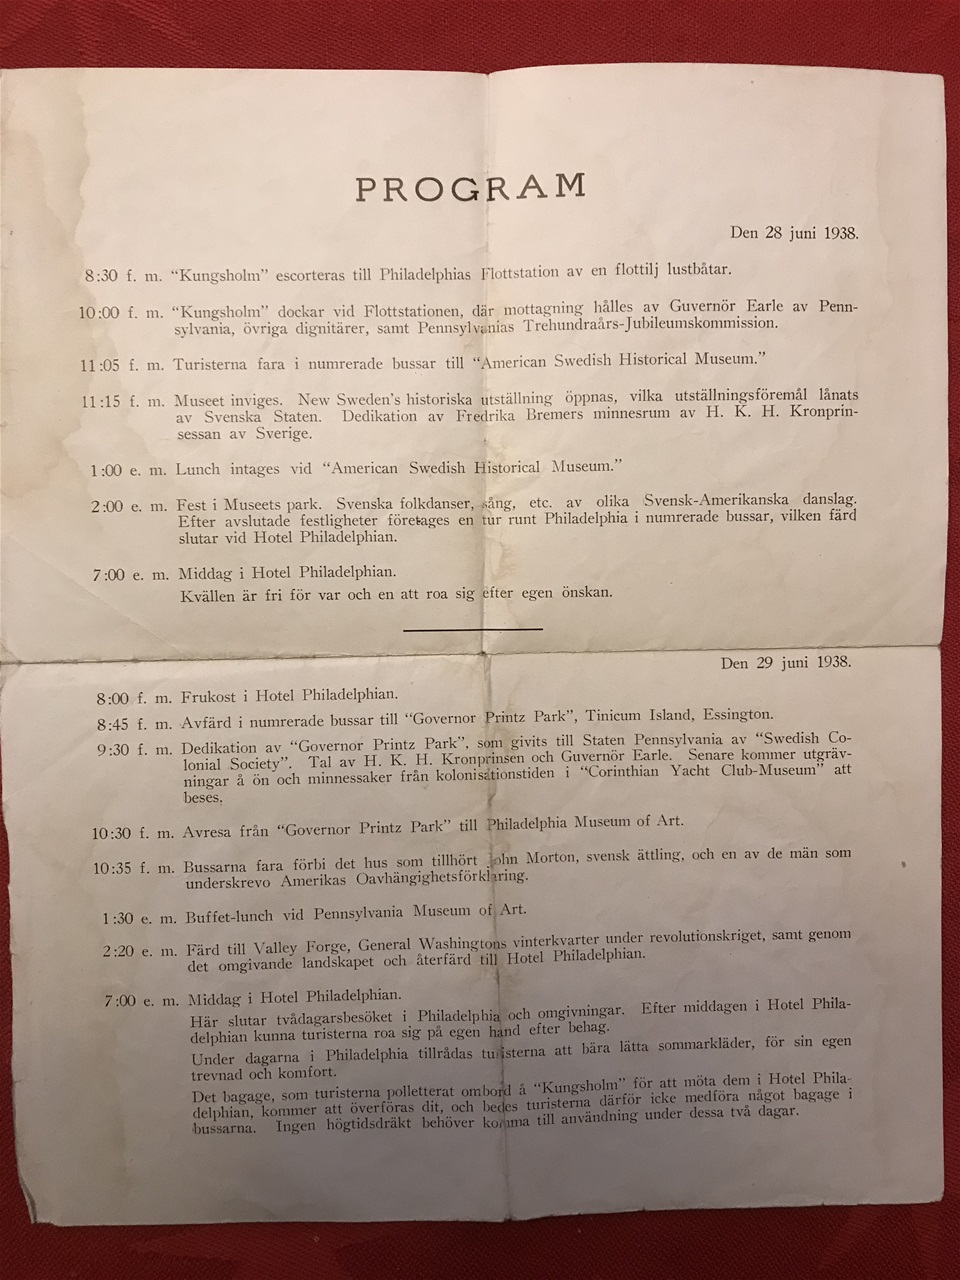 PROGRAM
Den 28 juni 1938.
8:30 f. m. “Kungsholm” escorteras till Philadelphias Flottstation av en flottilj lustbåtar.
10:00 f. m. “Kungsholm” dockar vid Flottstationen, där mottagning hålles av Guvernör Earle av Penn-
sylvania, övriga dignitärer, samt Pennsylvanias Trehundraårs-Jubileumskommission.
11:05 f. m. Turisterna fara i numrerade bussar till “American Swedish Historical Museum.”
11:15 f. m. Museet inviges. New Sweden's historiska utställning öppnas, vilka utställningsföremål lånats
av Svenska Staten. Dedikation av Fredrika Bremers minnesrum av H. K. H. Kronprin-
sessan av Sverige.
1:00 e. m. Lunch intages vid “American Swedish Historical Museum.”
2:00 e. m. Fest i Museets park. Svenska folkdanser, sång, etc. av olika Svensk-Amerikanska danslag.
Efter avslutade festligheter företages en tur runt Philadelphia i numrerade bussar, vilken färd
slutar vid Hotel Philadelphian.
7:00 e. m. Middag i Hotel Philadelphian.
Kvällen är fri för var och en att roa sig efter egen önskan.
Den 29 juni 1938.
8:00 f. m. Frukost i Hotel Philadelphian.
8:45 f. m. Avfärd i numrerade bussar till “Governor Printz Park”, Tinicum Island, Essington.
9:30 f. m. Dedikation av “Governor Printz Park”, som givits till Staten Pennsylvania av “Swedish Co-
lonial Society”. Tal av H. K. H. Kronprinsen och Guvernör Earle. Senare kommer utgräv-
ningar å ön och minnessaker från kolonisationstiden i “Corinthian Yacht Club-Museum” att
beses.
10:30 f. m. Avresa från “Governor Printz Park” till Philadelphia Museum of Art.
10:35 f. m. Bussarna fara förbi det hus som tillhört John Morton, svensk ättling, och en av de män som
underskrevo Amerikas Oavhängighetsförklaring.
1:30 e. m. Buffet-lunch vid Pennsylvania Museum of Art.
2:20 e. m. Färd till Valley Forge, General Washingtons vinterkvarter under revolutionskriget, samt genom
det omgivande landskapet och återfärd till Hotel Philadelphian.
7:00 e. m. Middag i Hotel Philadelphian.
Här slutar tvådagarsbesöket i Philadelphia och omgivningar. Efter middagen i Hotel Phila-
delphian kunna turisterna roa sig på egen hand efter behag.
Under dagarna i Philadelphia tillrådas turisterna att bära lätta sommarkläder, för sin egen
trevnad och komfort.
Det bagage, som turisterna polletterat ombord å “Kungsholm” för att möta dem i Hotel Phila-
delphian, kommer att överföras dit, och bedes turisterna därför icke medföra något bagage i
bussarna. Ingen högtidsdräkt behöver komma till användning under dessa två dagar.